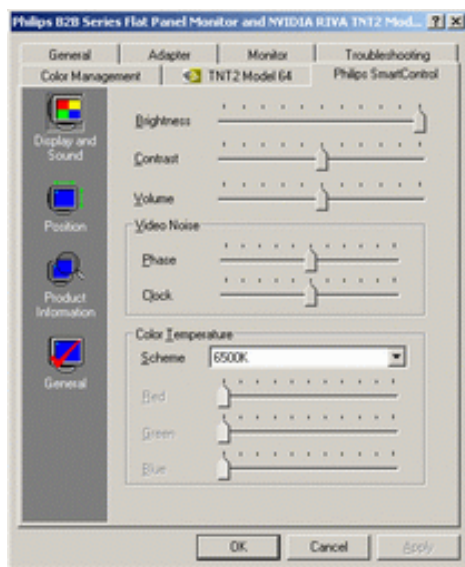 Philips B2B Series Flat Panel Monitor and NVIDIA RIVA TNT2 Mod...
General Adapter Monitor Troubleshooting
Color Management TNT2 Model 64 Philips SmartControl
Display and
Sound
Position
Product
Information
General
Brightness
Contrast
Volume
Video Noise
Phase
Clock
Color Temperature
Scheme 6500K
Red
Green
Blue
OK Cancel Apply